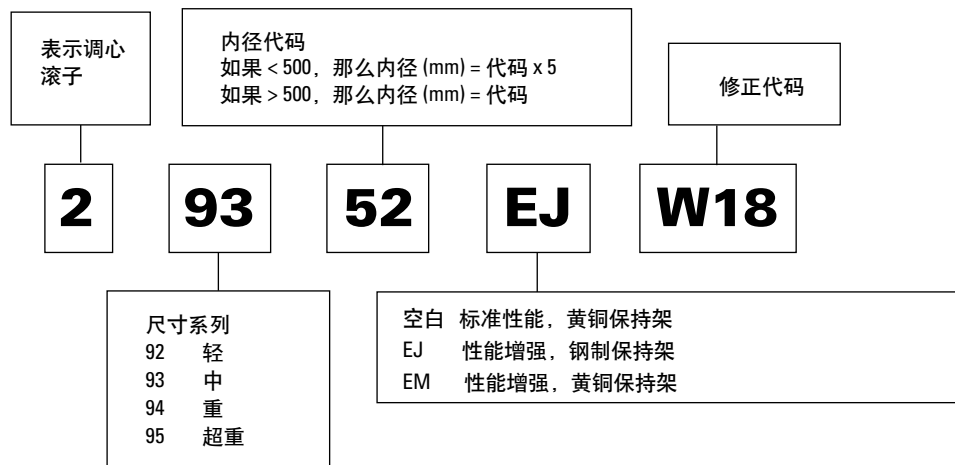 表示调心
滚子
内径代码
如果 < 500，那么内径 (mm) = 代码 x 5
如果 > 500，那么内径 (mm) = 代码
修正代码
2 93 52 EJ W18
尺寸系列
92 轻
93 中
94 重
95 超重
空白 标准性能，黄铜保持架
EJ 性能增强，钢制保持架
EM 性能增强，黄铜保持架